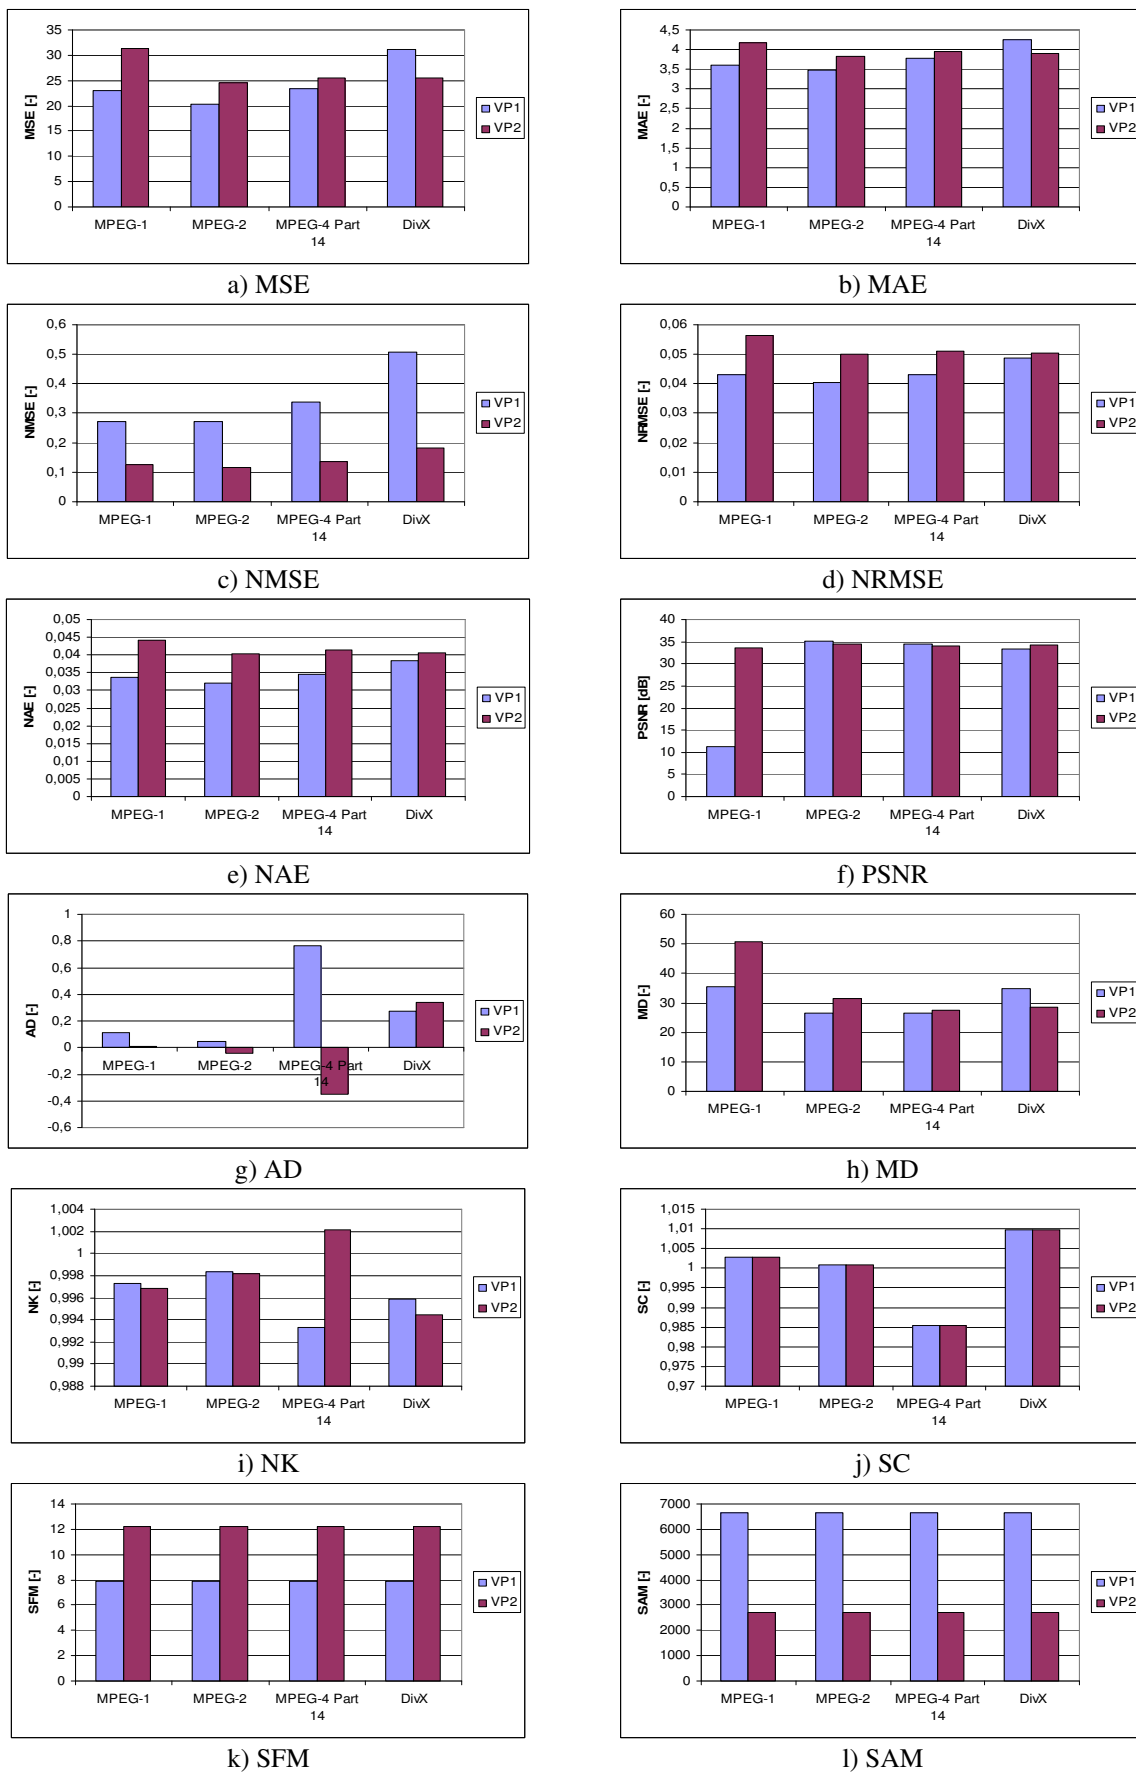 MSE [-]
35
30
25
20
15
10
5
0
MPEG-1 MPEG-2 MPEG-4 Part 14 DivX
VP1
VP2
a) MSE
MAE [-]
4,5
4
3,5
3
2,5
2
1,5
1
0,5
0
MPEG-1 MPEG-2 MPEG-4 Part 14 DivX
VP1
VP2
b) MAE
NMSE [-]
0,6
0,5
0,4
0,3
0,2
0,1
0
MPEG-1 MPEG-2 MPEG-4 Part 14 DivX
VP1
VP2
c) NMSE
NRMSE [-]
0,06
0,05
0,04
0,03
0,02
0,01
0
MPEG-1 MPEG-2 MPEG-4 Part 14 DivX
VP1
VP2
d) NRMSE
NAE [-]
0,05
0,045
0,04
0,035
0,03
0,025
0,02
0,015
0,01
0,005
0
MPEG-1 MPEG-2 MPEG-4 Part 14 DivX
VP1
VP2
e) NAE
PSNR [dB]
40
35
30
25
20
15
10
5
0
MPEG-1 MPEG-2 MPEG-4 Part 14 DivX
VP1
VP2
f) PSNR
AD [-]
1
0,8
0,6
0,4
0,2
0
-0,2
-0,4
-0,6
MPEG-1 MPEG-2 MPEG-4 Part 14 DivX
VP1
VP2
g) AD
MD [-]
60
50
40
30
20
10
0
MPEG-1 MPEG-2 MPEG-4 Part 14 DivX
VP1
VP2
h) MD
NK [-]
1,004
1,002
1
0,998
0,996
0,994
0,992
0,99
0,988
MPEG-1 MPEG-2 MPEG-4 Part 14 DivX
VP1
VP2
i) NK
SC [-]
1,015
1,01
1,005
1
0,995
0,99
0,985
0,98
0,975
0,97
MPEG-1 MPEG-2 MPEG-4 Part 14 DivX
VP1
VP2
j) SC
SFM [-]
14
12
10
8
6
4
2
0
MPEG-1 MPEG-2 MPEG-4 Part 14 DivX
VP1
VP2
k) SFM
SAM [-]
7000
6000
5000
4000
3000
2000
1000
0
MPEG-1 MPEG-2 MPEG-4 Part 14 DivX
VP1
VP2
l) SAM